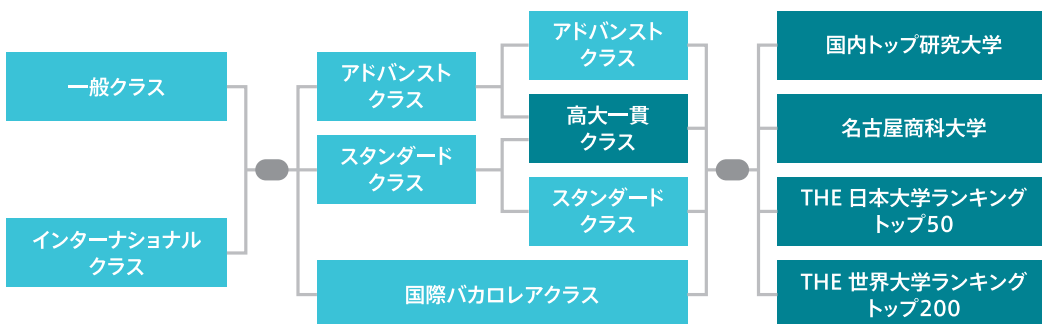 一般クラス
インターナショナル
クラス
アドバンスト
クラス
スタンダード
クラス
アドバンスト
クラス
高大一貫
クラス
スタンダード
クラス
国際バカロレアクラス
国内トップ研究大学
名古屋商科大学
THE 日本大学ランキング
トップ50
THE 世界大学ランキング
トップ200